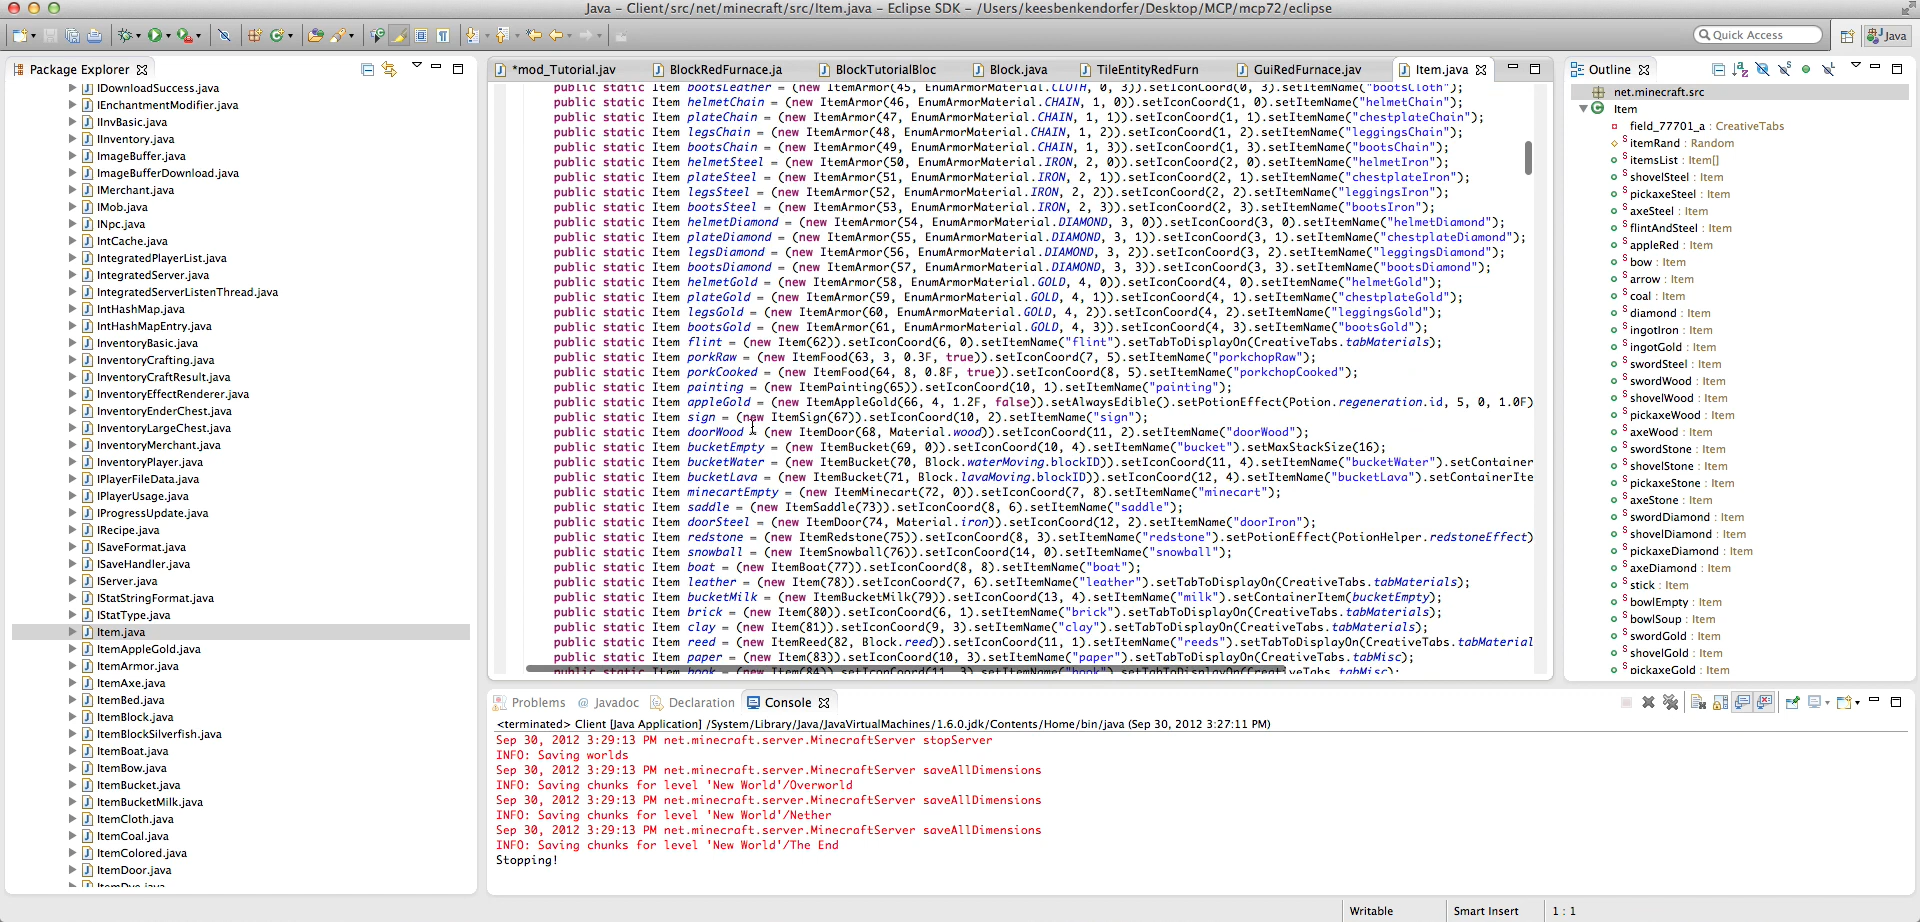 Java - Client/src/net/minecraft/src/Item.java - Eclipse SDK - /Users/keesbenkendorfer/Desktop/MCP/mcp72/eclipse
Quick Access
Java
Package Explorer
IDownloadSuccess.java
IEnchantmentModifier.java
IInvBasic.java
IInventory.java
ImageBuffer.java
ImageBufferDownload.java
IMerchant.java
IMob.java
INpc.java
IntCache.java
IntegratedPlayerList.java
IntegratedServer.java
IntegratedServerListenThread.java
IntHashMap.java
IntHashMapEntry.java
InventoryBasic.java
InventoryCrafting.java
InventoryCraftResult.java
InventoryEffectRenderer.java
InventoryEnderChest.java
InventoryLargeChest.java
InventoryMerchant.java
InventoryPlayer.java
IPlayerFileData.java
IPlayerUsage.java
IProgressUpdate.java
IRecipe.java
ISaveFormat.java
ISaveHandler.java
IServer.java
IStatStringFormat.java
IStatType.java
Item.java
ItemAppleGold.java
ItemArmor.java
ItemAxe.java
ItemBed.java
ItemBlock.java
ItemBlockSilverfish.java
ItemBoat.java
ItemBow.java
ItemBucket.java
ItemBucketMilk.java
ItemCloth.java
ItemCoal.java
ItemColored.java
ItemDoor.java
ItemDye.java
*mod_Tutorial.jav
BlockRedFurnace.ja
BlockTutorialBloc
Block.java
TileEntityRedFurn
GuiRedFurnace.jav
Item.java
public static Item bootsLeather = (new ItemArmor(45, EnumArmorMaterial.CLOTH, 0, 3)).setIconCoord(0, 3).setItemName("bootsCloth");
public static Item helmetChain = (new ItemArmor(46, EnumArmorMaterial.CHAIN, 1, 0)).setIconCoord(1, 0).setItemName("helmetChain");
public static Item plateChain = (new ItemArmor(47, EnumArmorMaterial.CHAIN, 1, 1)).setIconCoord(1, 1).setItemName("chestplateChain");
public static Item legsChain = (new ItemArmor(48, EnumArmorMaterial.CHAIN, 1, 2)).setIconCoord(1, 2).setItemName("leggingsChain");
public static Item bootsChain = (new ItemArmor(49, EnumArmorMaterial.CHAIN, 1, 3)).setIconCoord(1, 3).setItemName("bootsChain");
public static Item helmetSteel = (new ItemArmor(50, EnumArmorMaterial.IRON, 2, 0)).setIconCoord(2, 0).setItemName("helmetIron");
public static Item plateSteel = (new ItemArmor(51, EnumArmorMaterial.IRON, 2, 1)).setIconCoord(2, 1).setItemName("chestplateIron");
public static Item legsSteel = (new ItemArmor(52, EnumArmorMaterial.IRON, 2, 2)).setIconCoord(2, 2).setItemName("leggingsIron");
public static Item bootsSteel = (new ItemArmor(53, EnumArmorMaterial.IRON, 2, 3)).setIconCoord(2, 3).setItemName("bootsIron");
public static Item helmetDiamond = (new ItemArmor(54, EnumArmorMaterial.DIAMOND, 3, 0)).setIconCoord(3, 0).setItemName("helmetDiamond");
public static Item plateDiamond = (new ItemArmor(55, EnumArmorMaterial.DIAMOND, 3, 1)).setIconCoord(3, 1).setItemName("chestplateDiamond");
public static Item legsDiamond = (new ItemArmor(56, EnumArmorMaterial.DIAMOND, 3, 2)).setIconCoord(3, 2).setItemName("leggingsDiamond");
public static Item bootsDiamond = (new ItemArmor(57, EnumArmorMaterial.DIAMOND, 3, 3)).setIconCoord(3, 3).setItemName("bootsDiamond");
public static Item helmetGold = (new ItemArmor(58, EnumArmorMaterial.GOLD, 4, 0)).setIconCoord(4, 0).setItemName("helmetGold");
public static Item plateGold = (new ItemArmor(59, EnumArmorMaterial.GOLD, 4, 1)).setIconCoord(4, 1).setItemName("chestplateGold");
public static Item legsGold = (new ItemArmor(60, EnumArmorMaterial.GOLD, 4, 2)).setIconCoord(4, 2).setItemName("leggingsGold");
public static Item bootsGold = (new ItemArmor(61, EnumArmorMaterial.GOLD, 4, 3)).setIconCoord(4, 3).setItemName("bootsGold");
public static Item flint = (new Item(62)).setIconCoord(6, 0).setItemName("flint").setTabToDisplayOn(CreativeTabs.tabMaterials);
public static Item porkRaw = (new ItemFood(63, 3, 0.3F, true)).setIconCoord(7, 5).setItemName("porkchopRaw");
public static Item porkCooked = (new ItemFood(64, 8, 0.8F, true)).setIconCoord(8, 5).setItemName("porkchopCooked");
public static Item painting = (new ItemPainting(65)).setIconCoord(10, 1).setItemName("painting");
public static Item appleGold = (new ItemAppleGold(66, 4, 1.2F, false)).setAlwaysEdible().setPotionEffect(Potion.regeneration.id, 5, 0, 1.0F)
public static Item sign = (new ItemSign(67)).setIconCoord(10, 2).setItemName("sign");
public static Item doorWood = (new ItemDoor(68, Material.wood)).setIconCoord(11, 2).setItemName("doorWood");
public static Item bucketEmpty = (new ItemBucket(69, 0)).setIconCoord(10, 4).setItemName("bucket").setMaxStackSize(16);
public static Item bucketWater = (new ItemBucket(70, Block.waterMoving.blockID)).setIconCoord(11, 4).setItemName("bucketWater").setContainer
public static Item bucketLava = (new ItemBucket(71, Block.lavaMoving.blockID)).setIconCoord(12, 4).setItemName("bucketLava").setContainerIte
public static Item minecartEmpty = (new ItemMinecart(72, 0)).setIconCoord(7, 8).setItemName("minecart");
public static Item saddle = (new ItemSaddle(73)).setIconCoord(8, 6).setItemName("saddle");
public static Item doorSteel = (new ItemDoor(74, Material.iron)).setIconCoord(12, 2).setItemName("doorIron");
public static Item redstone = (new ItemRedstone(75)).setIconCoord(8, 3).setItemName("redstone").setPotionEffect(PotionHelper.redstoneEffect)
public static Item snowball = (new ItemSnowball(76)).setIconCoord(14, 0).setItemName("snowball");
public static Item boat = (new ItemBoat(77)).setIconCoord(8, 8).setItemName("boat");
public static Item leather = (new Item(78)).setIconCoord(7, 6).setItemName("leather").setTabToDisplayOn(CreativeTabs.tabMaterials);
public static Item bucketMilk = (new ItemBucketMilk(79)).setIconCoord(13, 4).setItemName("milk").setContainerItem(bucketEmpty);
public static Item brick = (new Item(80)).setIconCoord(6, 1).setItemName("brick").setTabToDisplayOn(CreativeTabs.tabMaterials);
public static Item clay = (new Item(81)).setIconCoord(9, 3).setItemName("clay").setTabToDisplayOn(CreativeTabs.tabMaterials);
public static Item reed = (new ItemReed(82, Block.reed)).setIconCoord(11, 1).setItemName("reeds").setTabToDisplayOn(CreativeTabs.tabMaterial
public static Item paper = (new Item(83)).setIconCoord(10, 3).setItemName("paper").setTabToDisplayOn(CreativeTabs.tabMisc);
public static Item book = (new Item(84)).setIconCoord(11, 3).setItemName("book").setTabToDisplayOn(CreativeTabs.tabMisc);
Outline
net.minecraft.src
Item
field_77701_a : CreativeTabs
itemRand : Random
itemsList : Item[]
shovelSteel : Item
pickaxeSteel : Item
axeSteel : Item
flintAndSteel : Item
appleRed : Item
bow : Item
arrow : Item
coal : Item
diamond : Item
ingotIron : Item
ingotGold : Item
swordSteel : Item
swordWood : Item
shovelWood : Item
pickaxeWood : Item
axeWood : Item
swordStone : Item
shovelStone : Item
pickaxeStone : Item
axeStone : Item
swordDiamond : Item
shovelDiamond : Item
pickaxeDiamond : Item
axeDiamond : Item
stick : Item
bowlEmpty : Item
bowlSoup : Item
swordGold : Item
shovelGold : Item
pickaxeGold : Item
Problems
@ Javadoc
Declaration
Console
<terminated> Client [Java Application] /System/Library/Java/JavaVirtualMachines/1.6.0.jdk/Contents/Home/bin/java (Sep 30, 2012 3:27:11 PM)
Sep 30, 2012 3:29:13 PM net.minecraft.server.MinecraftServer stopServer
INFO: Saving worlds
Sep 30, 2012 3:29:13 PM net.minecraft.server.MinecraftServer saveAllDimensions
INFO: Saving chunks for level 'New World'/Overworld
Sep 30, 2012 3:29:13 PM net.minecraft.server.MinecraftServer saveAllDimensions
INFO: Saving chunks for level 'New World'/Nether
Sep 30, 2012 3:29:13 PM net.minecraft.server.MinecraftServer saveAllDimensions
INFO: Saving chunks for level 'New World'/The End
Stopping!
Writable
Smart Insert
1 : 1